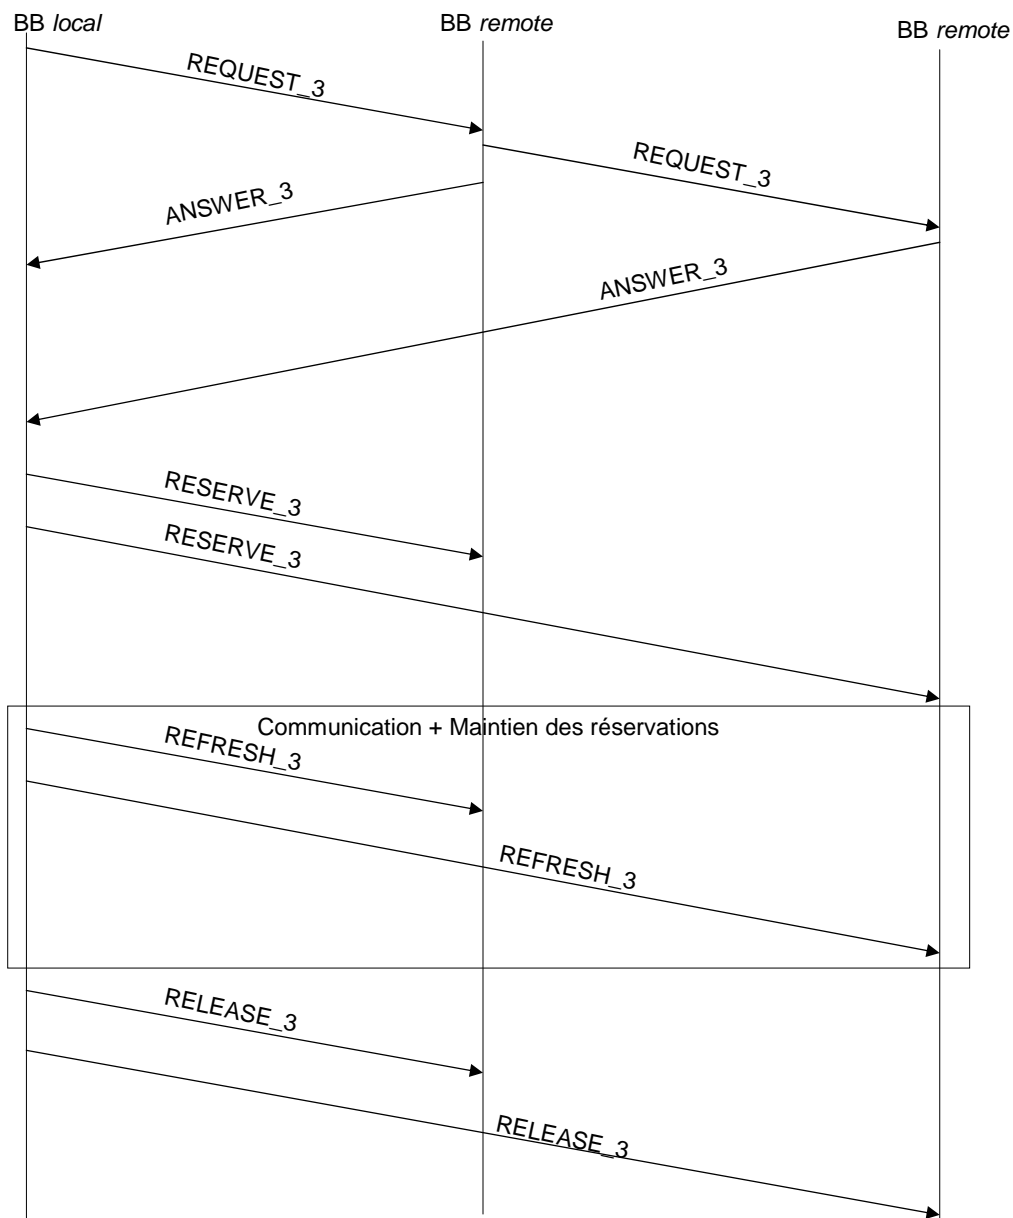 BB local
BB remote
BB remote
REQUEST_3
REQUEST_3
ANSWER_3
ANSWER_3
RESERVE_3
RESERVE_3
Communication + Maintien des réservations
REFRESH_3
REFRESH_3
RELEASE_3
RELEASE_3